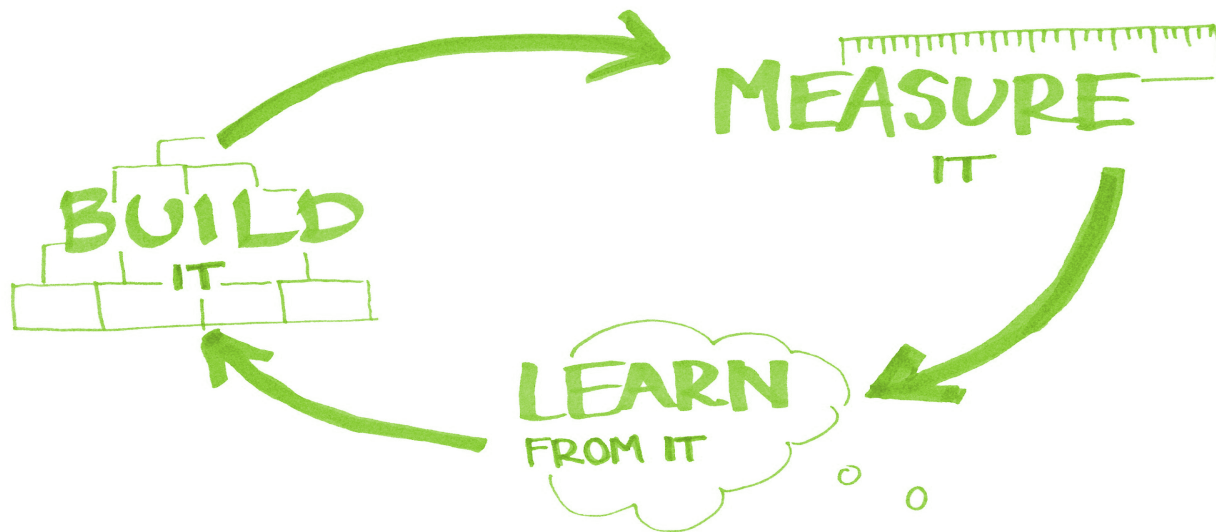 BUILD
IT
MEASURE
IT
LEARN
FROM IT